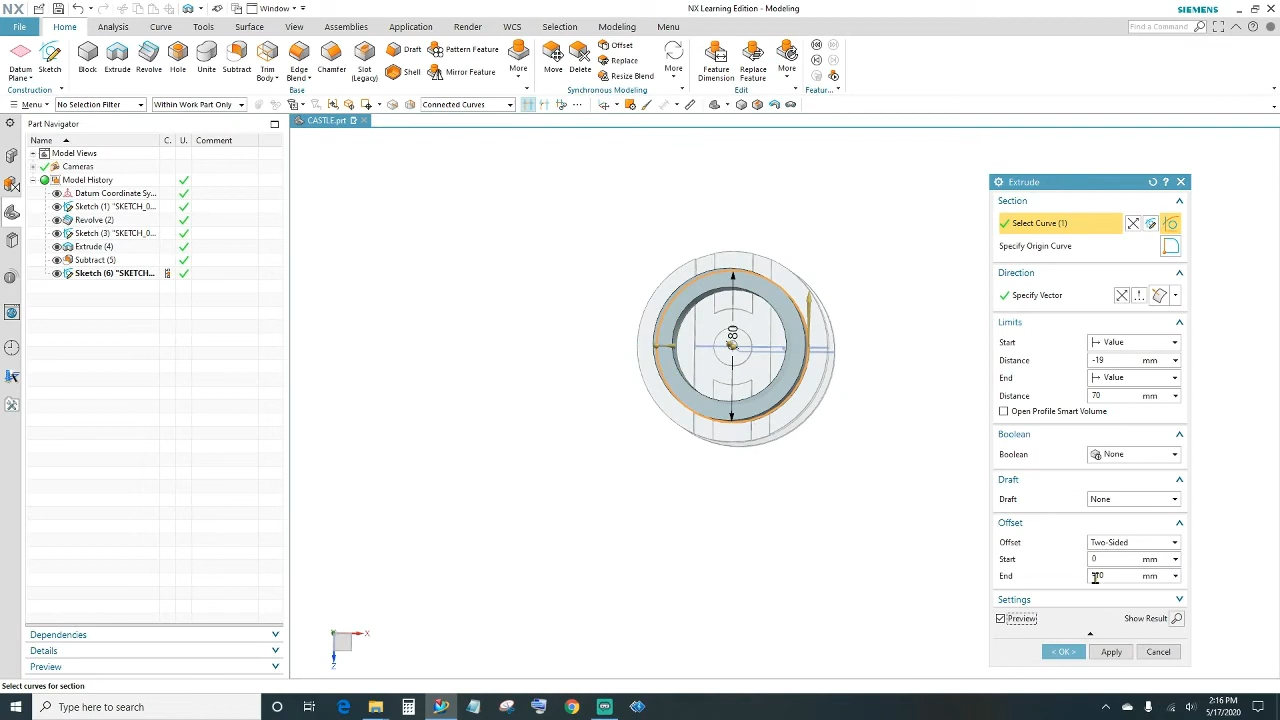 NX
Window
NX Learning Edition - Modeling
SIEMENS
File
Home
Analysis
Curve
Tools
Surface
Assemblies
Application
Render
WCS
Selection
Modeling
Menu
Find a Command
Datum Plane
Sketch
Block
Extrude
Revolve
Hole
Unite
Subtract
Trim Body
Edge Blend
Chamfer
Slot (Legacy)
Draft
Shell
Pattern Feature
Mirror Feature
More
Move
Delete
Offset
Replace
Resize Blend
More
Feature Dimension
Replace Feature
More
Construction
Base
Synchronous Modeling
Edit
Featur...
Menu
No Selection Filter
Within Work Part Only
Connected Curves
Part Navigator
CASTLE.prt
Name
C.
U.
Comment
Model Views
Cameras
Model History
Datum Coordinate Sy...
Sketch (1) "SKETCH_0...
Revolve (2)
Sketch (3) "SKETCH_0...
Extrude (4)
Subtract (5)
Sketch (6) "SKETCH...
80
X
Z
Extrude
Section
Select Curve (1)
Specify Origin Curve
Direction
Specify Vector
Limits
Start
Value
Distance
-19
mm
End
Value
Distance
70
mm
Open Profile Smart Volume
Boolean
Boolean
None
Draft
Draft
None
Offset
Offset
Two-Sided
Start
0
mm
End
mm
Settings
Preview
Show Result
< OK >
Apply
Cancel
Dependencies
Details
Preview
Select curves for section
Type here to search
2:16 PM
5/17/2020